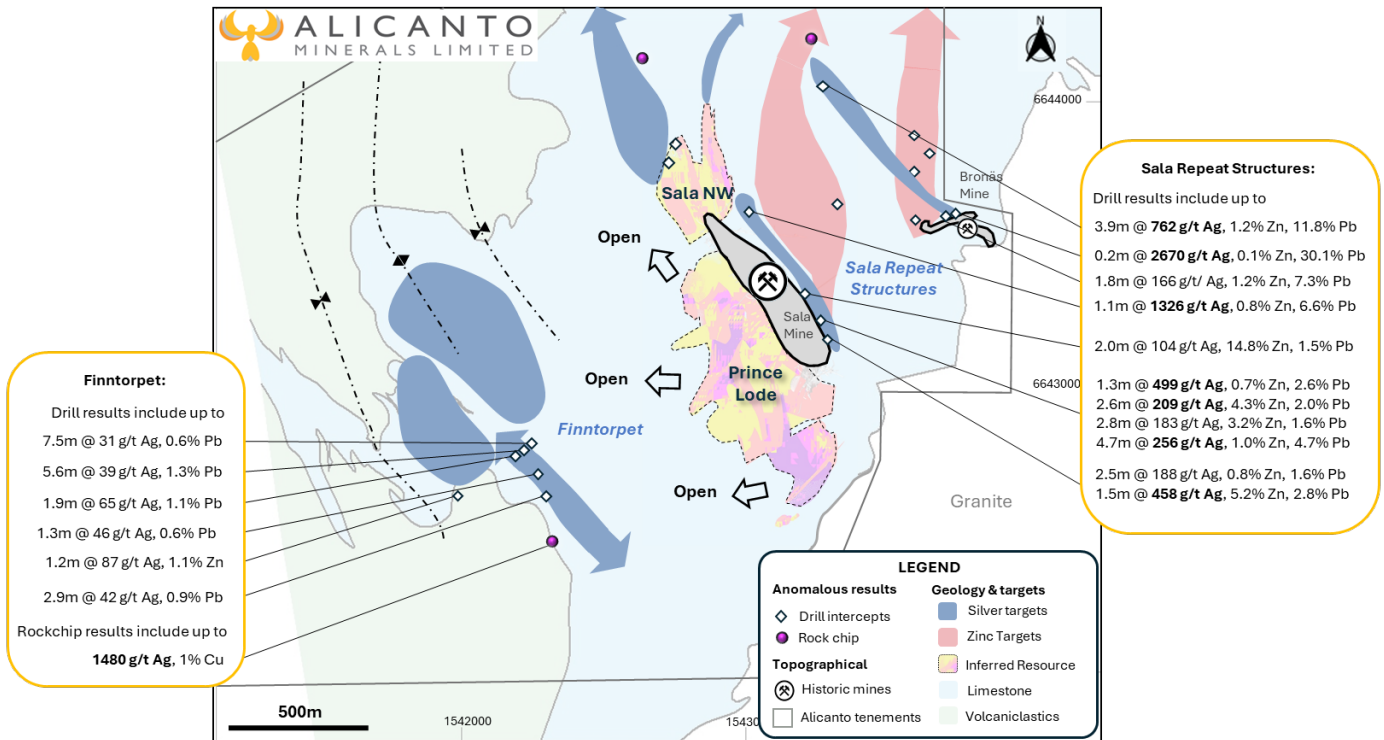 ALICANTO
MINERALS LIMITED
N
6644000
Bronäs
Mine
Sala NW
Open
Sala Repeat
Structures
Sala
Mine
6643000
Open
Prince
Lode
Finntorpet
Open
Granite
500m
1542000
15430
Finntorpet:
Drill results include up to
7.5m @ 31 g/t Ag, 0.6% Pb
5.6m @ 39 g/t Ag, 1.3% Pb
1.9m @ 65 g/t Ag, 1.1% Pb
1.3m @ 46 g/t Ag, 0.6% Pb
1.2m @ 87 g/t Ag, 1.1% Zn
2.9m @ 42 g/t Ag, 0.9% Pb
Rockchip results include up to
1480 g/t Ag, 1% Cu
Sala Repeat Structures:
Drill results include up to
3.9m @ 762 g/t Ag, 1.2% Zn, 11.8% Pb
0.2m @ 2670 g/t Ag, 0.1% Zn, 30.1% Pb
1.8m @ 166 g/t/ Ag, 1.2% Zn, 7.3% Pb
1.1m @ 1326 g/t Ag, 0.8% Zn, 6.6% Pb
2.0m @ 104 g/t Ag, 14.8% Zn, 1.5% Pb
1.3m @ 499 g/t Ag, 0.7% Zn, 2.6% Pb
2.6m @ 209 g/t Ag, 4.3% Zn, 2.0% Pb
2.8m @ 183 g/t Ag, 3.2% Zn, 1.6% Pb
4.7m @ 256 g/t Ag, 1.0% Zn, 4.7% Pb
2.5m @ 188 g/t Ag, 0.8% Zn, 1.6% Pb
1.5m @ 458 g/t Ag, 5.2% Zn, 2.8% Pb
LEGEND
Anomalous results
Drill intercepts
Rock chip
Topographical
Historic mines
Alicanto tenements
Geology & targets
Silver targets
Zinc Targets
Inferred Resource
Limestone
Volcaniclastics